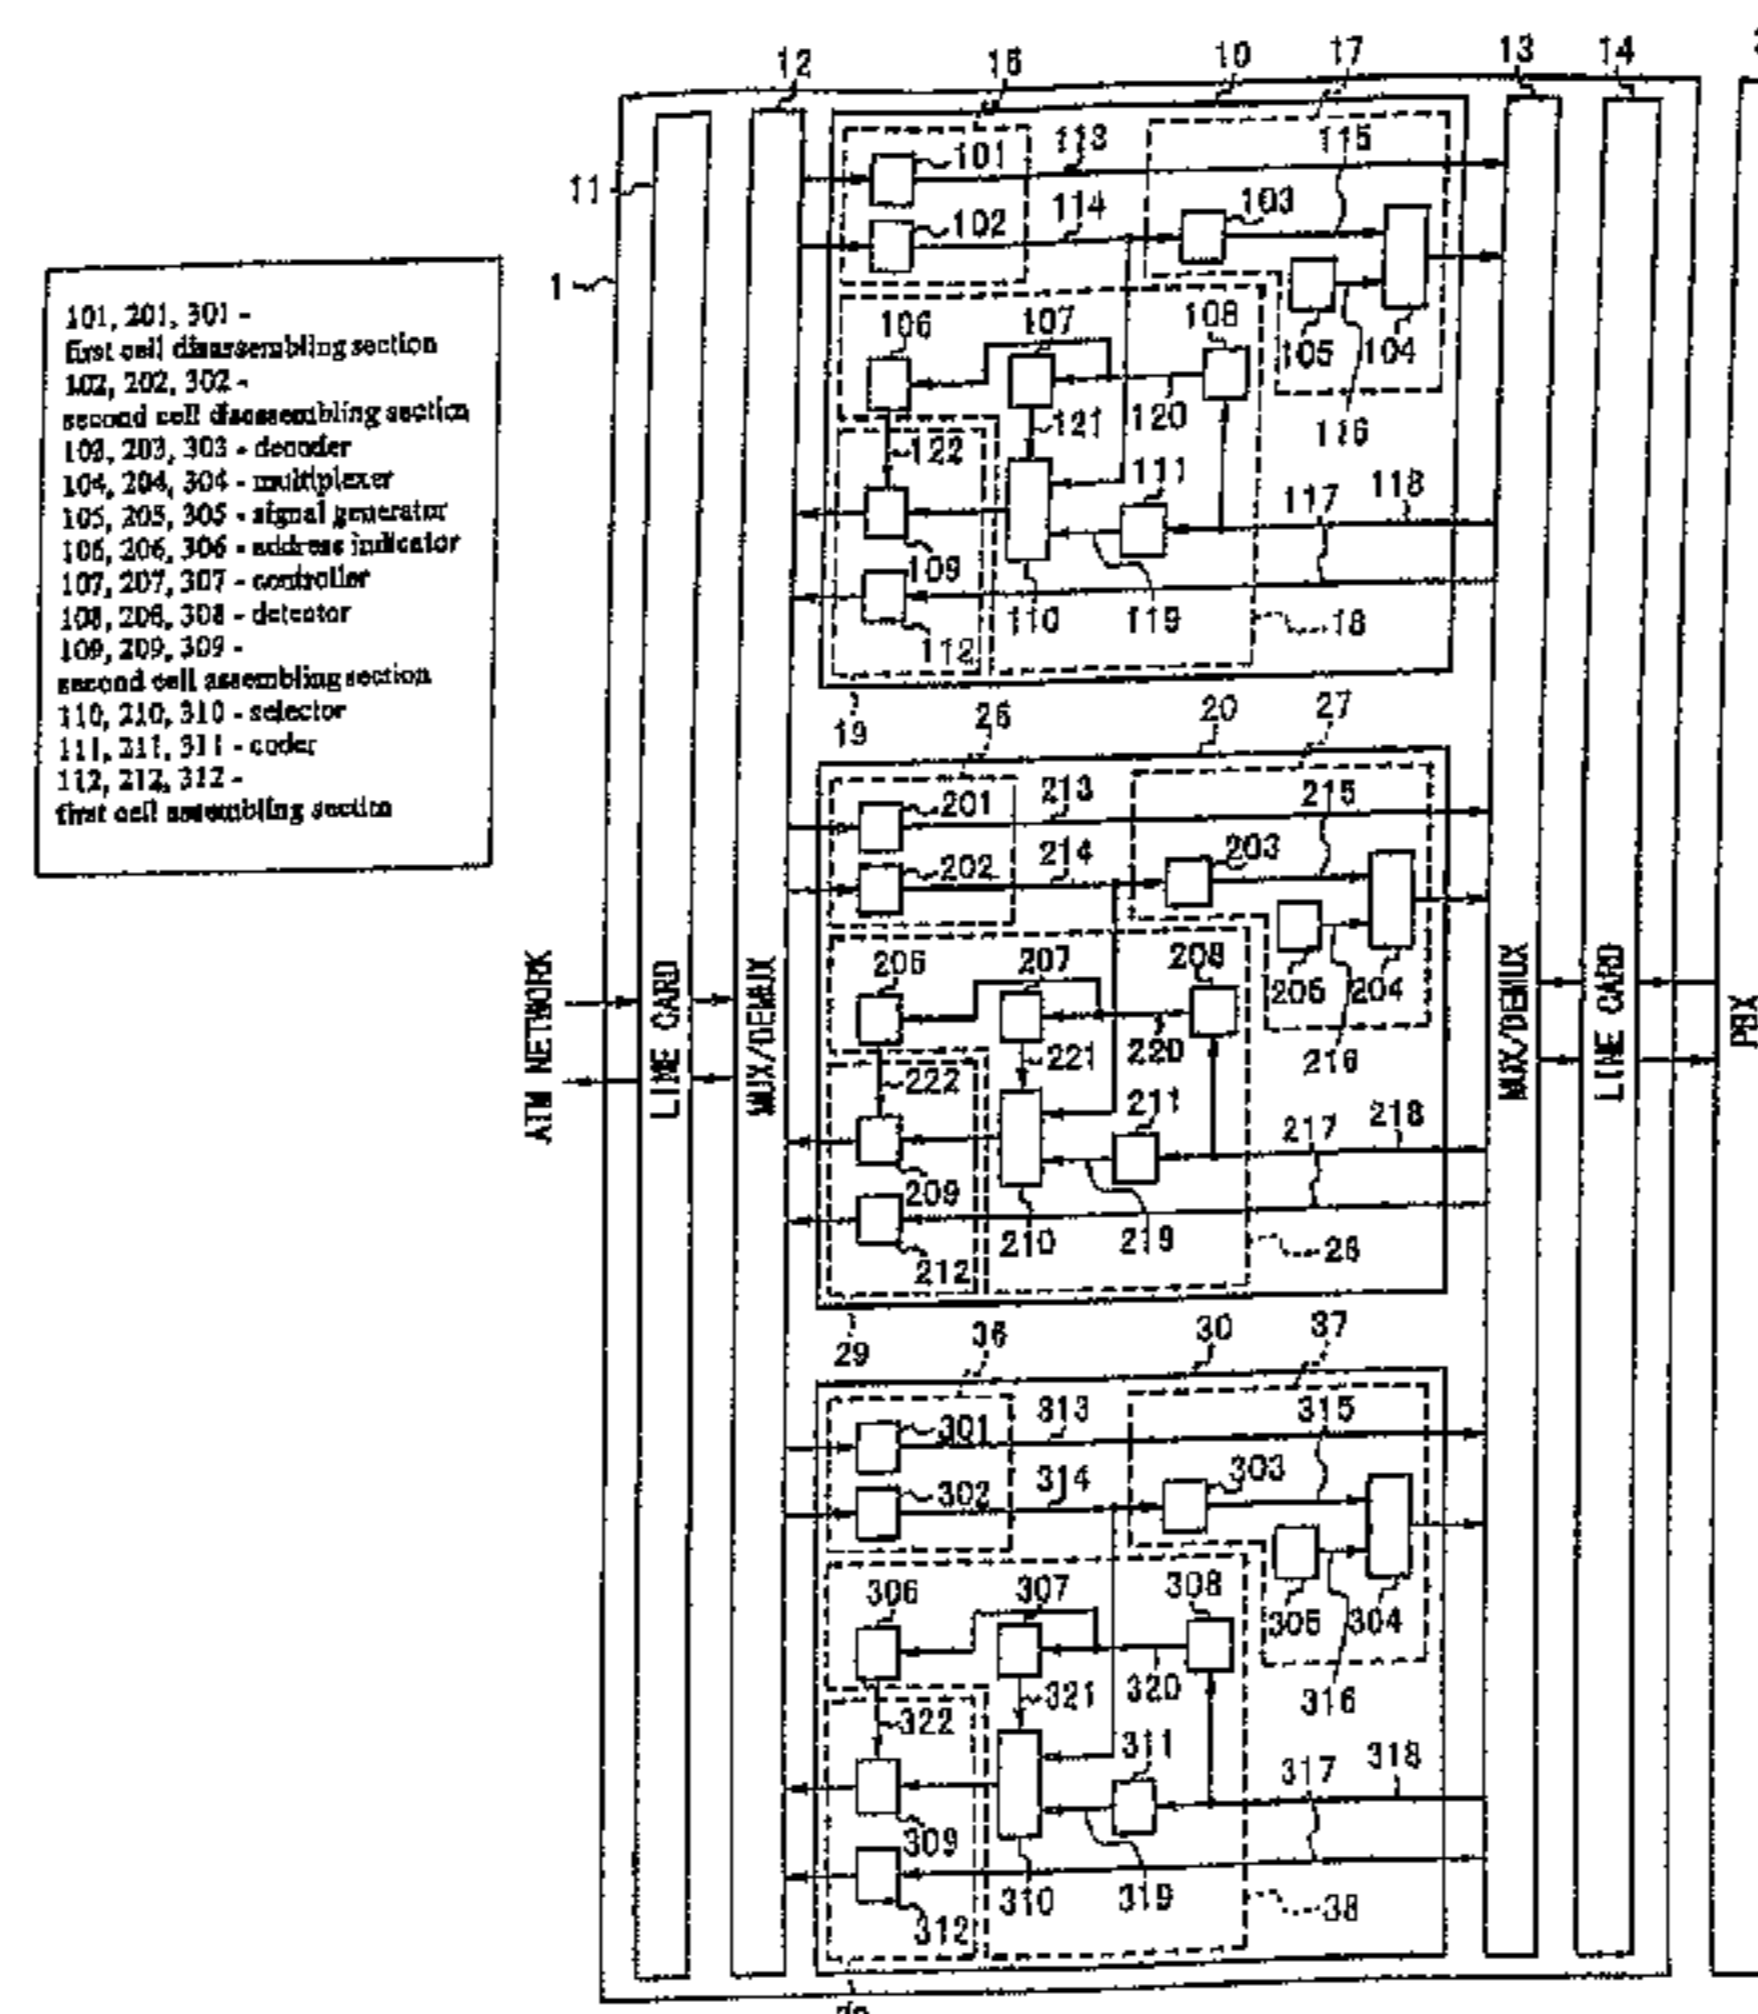 101, 201, 301 -
first cell disassembling section
102, 202, 302 -
second cell disassembling section
103, 203, 303 - decoder
104, 204, 304 - multiplexer
105, 205, 305 - signal generator
106, 206, 306 - address indicator
107, 207, 307 - controller
108, 208, 308 - detector
109, 209, 309 -
second cell assembling section
110, 210, 310 - selector
111, 211, 311 - coder
112, 212, 312 -
first cell assembling section
12 16 10 17 13 14
11
1
101 113 115
102 114 103
106 107 108
105 104
122 121 120 116
111 117 118
109
112 110 119 18
19 26 20 27
201 213 215
202 214 203
206 207 208
205 204
222 221 220 216
211 217 218
209
212 210 219 28
29 36 30 37
301 313 315
302 314 303
306 307 308
305 304
322 321 320 316
311 317 318
309
312 310 319 38
ATM NETWORK
LINE CARD
MUX/DEMUX
MUX/DEMUX
LINE CARD
PBX